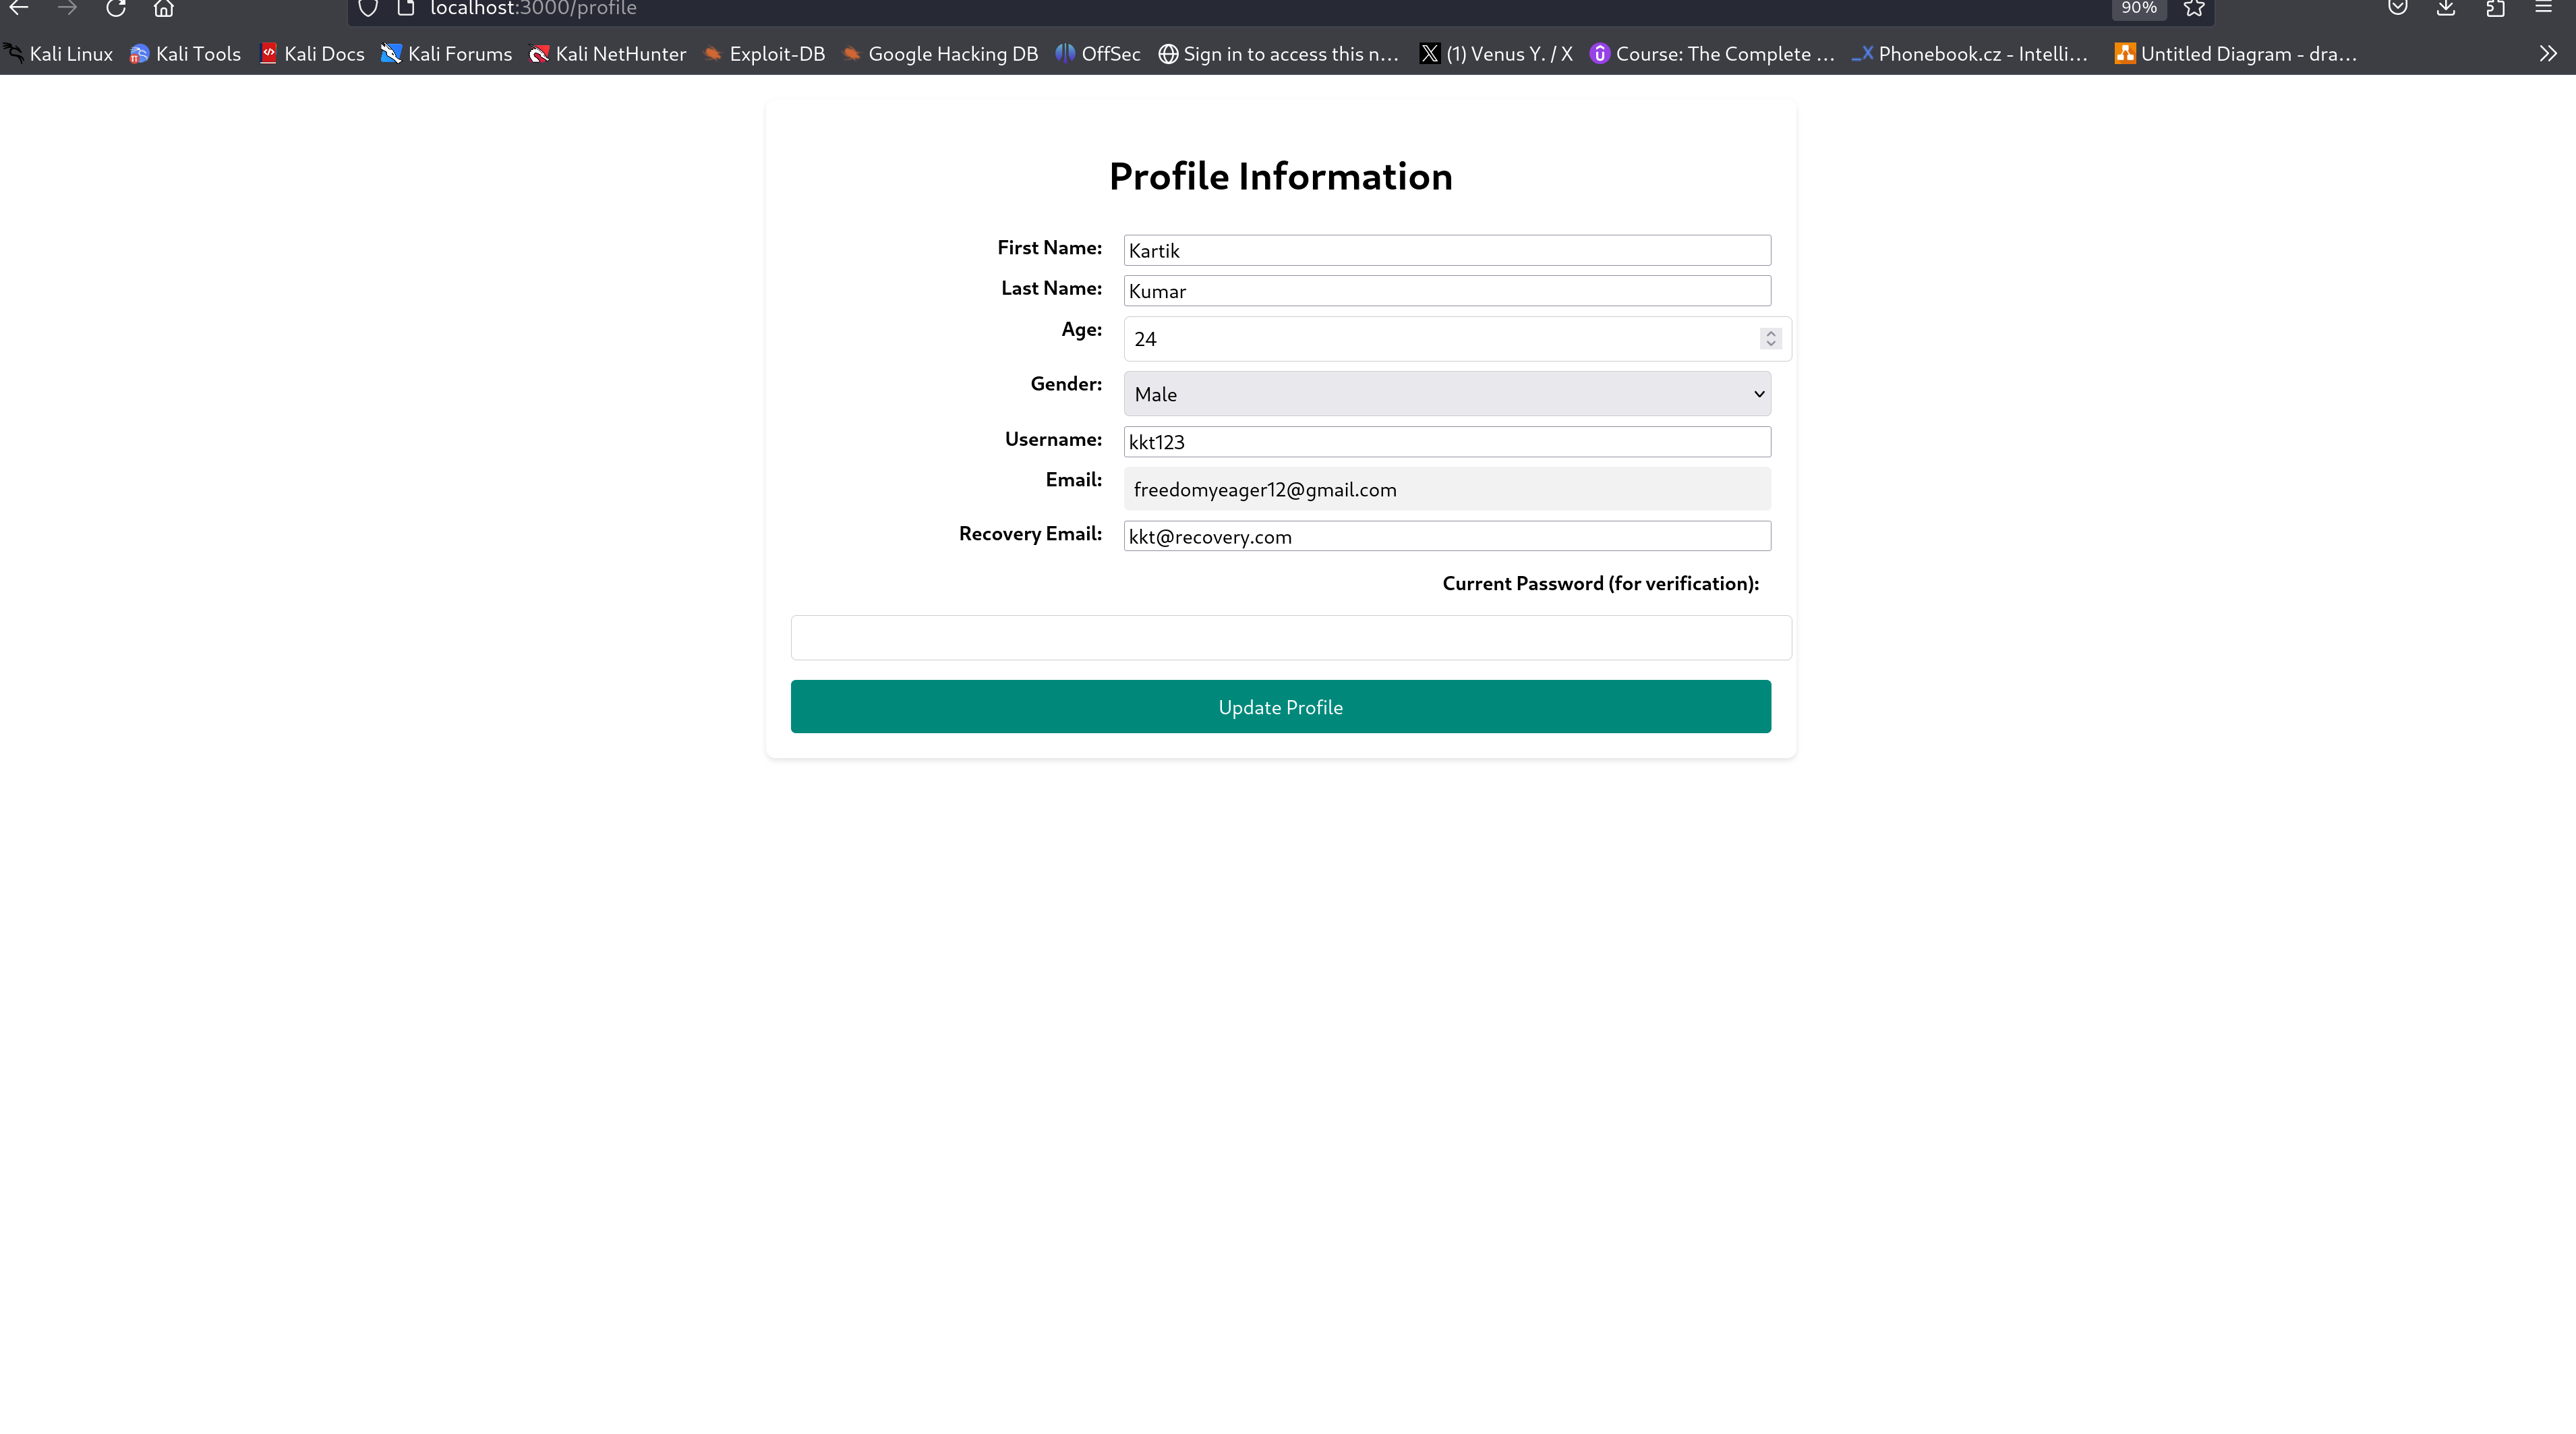 localhost:3000/profile 90%
Kali Linux Kali Tools Kali Docs Kali Forums Kali NetHunter Exploit-DB Google Hacking DB OffSec Sign in to access this n… (1) Venus Y. / X Course: The Complete … Phonebook.cz - Intelli… Untitled Diagram - dra…
Profile Information
First Name: Kartik
Last Name: Kumar
Age: 24
Gender: Male
Username: kkt123
Email: freedomyeager12@gmail.com
Recovery Email: kkt@recovery.com
Current Password (for verification):
Update Profile